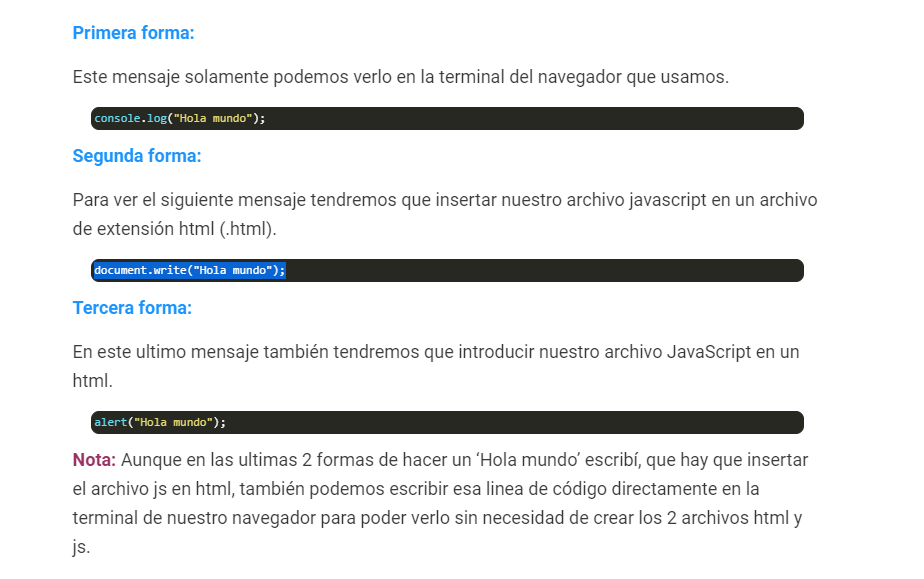 Primera forma:
Este mensaje solamente podemos verlo en la terminal del navegador que usamos.
console.log("Hola mundo");
Segunda forma:
Para ver el siguiente mensaje tendremos que insertar nuestro archivo javascript en un archivo
de extensión html (.html).
document.write("Hola mundo");
Tercera forma:
En este ultimo mensaje también tendremos que introducir nuestro archivo JavaScript en un
html.
alert("Hola mundo");
Nota: Aunque en las ultimas 2 formas de hacer un ‘Hola mundo’ escribí, que hay que insertar
el archivo js en html, también podemos escribir esa linea de código directamente en la
terminal de nuestro navegador para poder verlo sin necesidad de crear los 2 archivos html y
js.